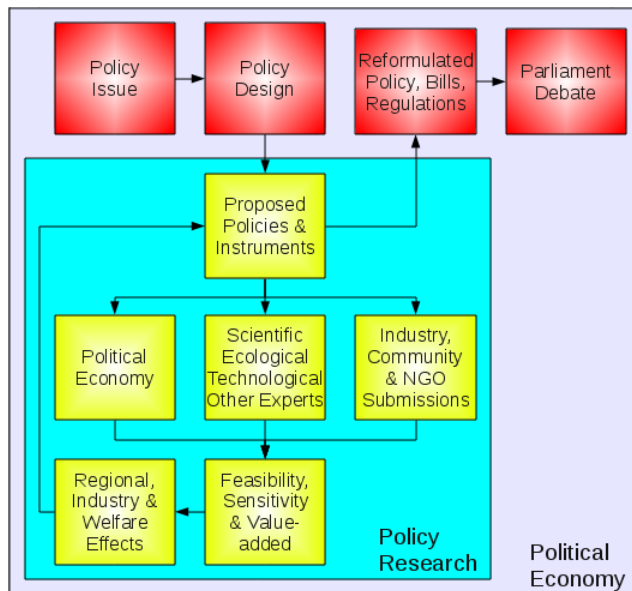 Policy
Issue
Policy
Design
Reformulated
Policy, Bills,
Regulations
Parliament
Debate
Proposed
Policies &
Instruments
Political
Economy
Scientific
Ecological
Technological
Other Experts
Industry,
Community
& NGO
Submissions
Regional,
Industry &
Welfare
Effects
Feasibility,
Sensitivity
& Value-
added
Policy
Research
Political
Economy